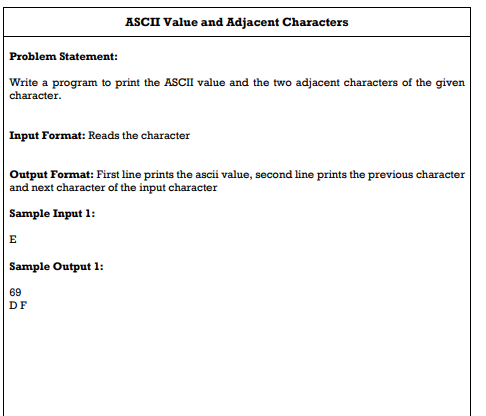 ASCII Value and Adjacent Characters
Problem Statement:
Write a program to print the ASCII value and the two adjacent characters of the given
character.
Input Format: Reads the character
Output Format: First line prints the ascii value, second line prints the previous character
and next character of the input character
Sample Input 1:
E
Sample Output 1:
69
D F